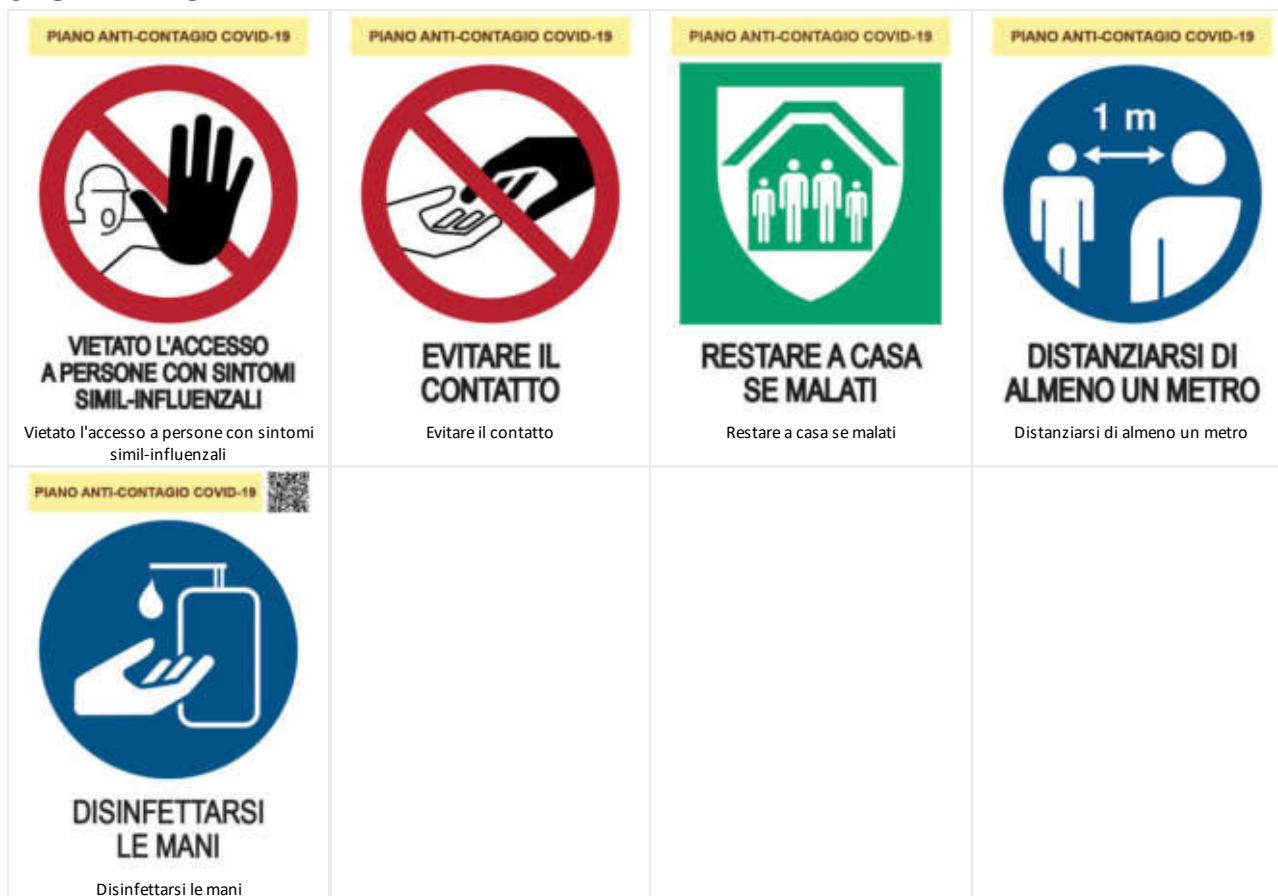 PIANO ANTI-CONTAGIO COVID-19
VIETATO L'ACCESSO
A PERSONE CON SINTOMI
SIMIL-INFLUENZALI
Vietato l'accesso a persone con sintomi
simil-influenzali
PIANO ANTI-CONTAGIO COVID-19
EVITARE IL
CONTATTO
Evitare il contatto
PIANO ANTI-CONTAGIO COVID-19
RESTARE A CASA
SE MALATI
Restare a casa se malati
PIANO ANTI-CONTAGIO COVID-19
1 m
DISTANZIARSI DI
ALMENO UN METRO
Distanziarsi di almeno un metro
PIANO ANTI-CONTAGIO COVID-19
DISINFETTARSI
LE MANI
Disinfettarsi le mani